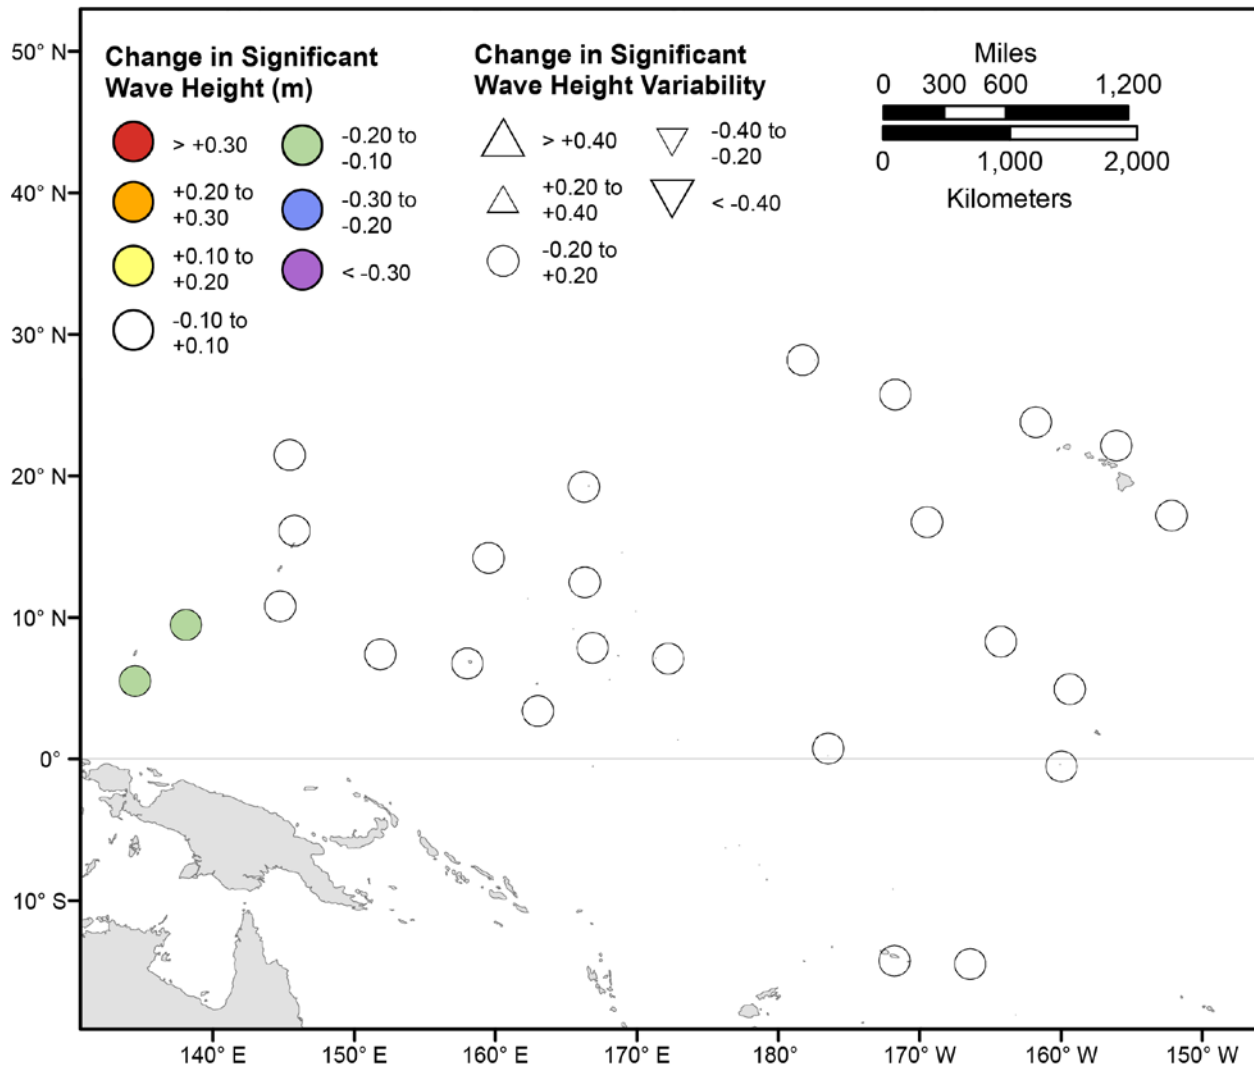 Change in Significant
Wave Height (m)
> +0.30
+0.20 to
+0.30
+0.10 to
+0.20
-0.10 to
+0.10
-0.20 to
-0.10
-0.30 to
-0.20
< -0.30
Change in Significant
Wave Height Variability
> +0.40
+0.20 to
+0.40
-0.20 to
+0.20
-0.40 to
-0.20
< -0.40
Miles
0 300 600 1,200
0 1,000 2,000
Kilometers
50° N
40° N
30° N
20° N
10° N
0°
10° S
140° E 150° E 160° E 170° E 180° 170° W 160° W 150° W